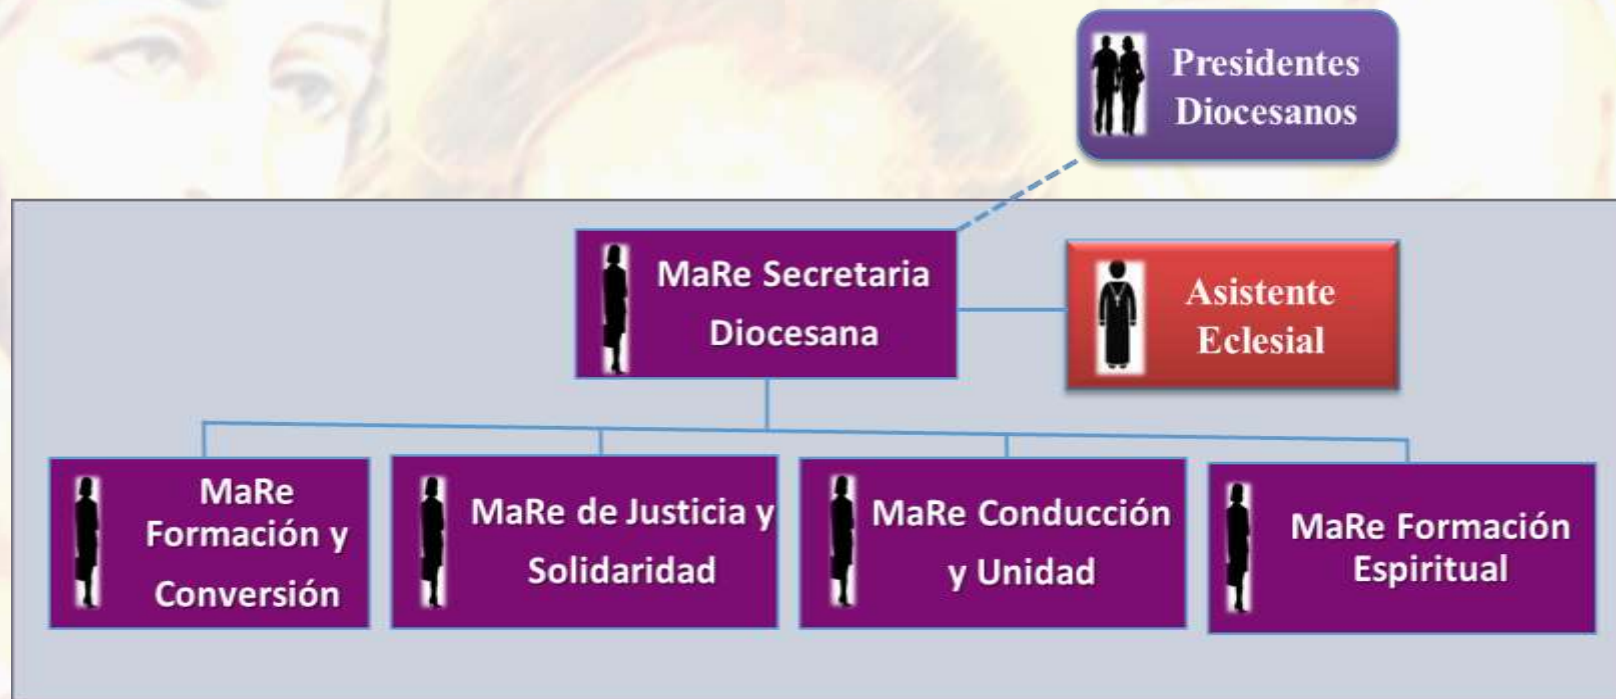 Presidentes
Diocesanos
MaRe Secretaria
Diocesana
Asistente
Eclesial
MaRe
Formación y
Conversión
MaRe de Justicia y
Solidaridad
MaRe Conducción
y Unidad
MaRe Formación
Espiritual